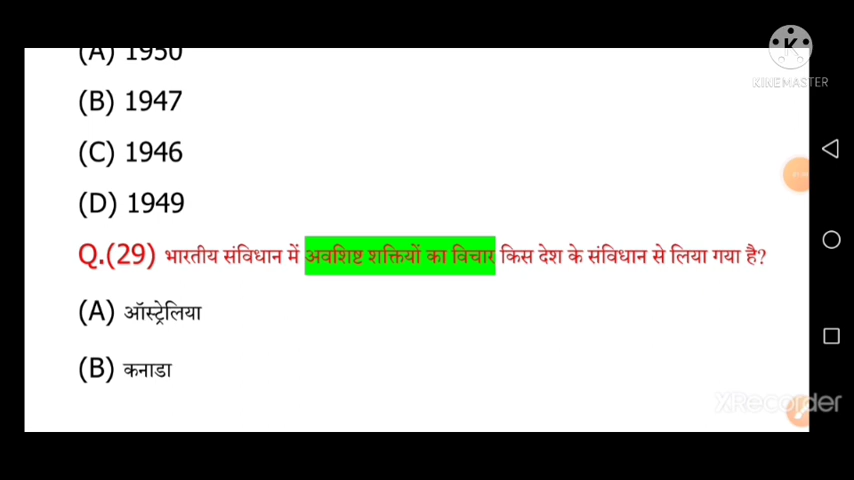 (A) 1950
KINEMASTER
(B) 1947
(C) 1946
(D) 1949
Q.(29) भारतीय संविधान में अवशिष्ट शक्तियों का विचार किस देश के संविधान से लिया गया है?
(A) ऑस्ट्रेलिया
(B) कनाडा
XRecorder